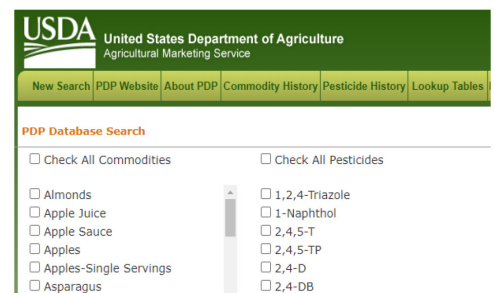 USDA
United States Department of Agriculture
Agricultural Marketing Service
New Search PDP Website About PDP Commodity History Pesticide History Lookup Tables
PDP Database Search
Check All Commodities
Almonds
Apple Juice
Apple Sauce
Apples
Apples-Single Servings
Asparagus
Check All Pesticides
1,2,4-Triazole
1-Naphthol
2,4,5-T
2,4,5-TP
2,4-D
2,4-DB